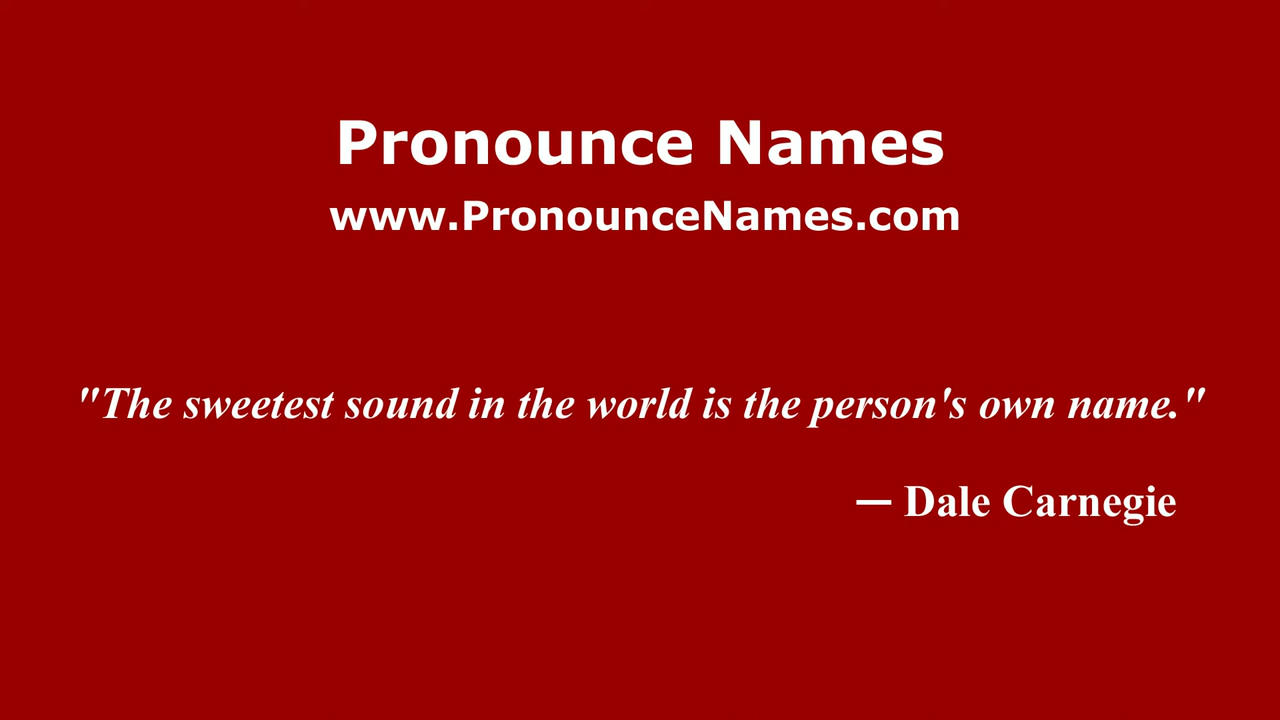 Pronounce Names
www.PronounceNames.com
"The sweetest sound in the world is the person's own name."
— Dale Carnegie